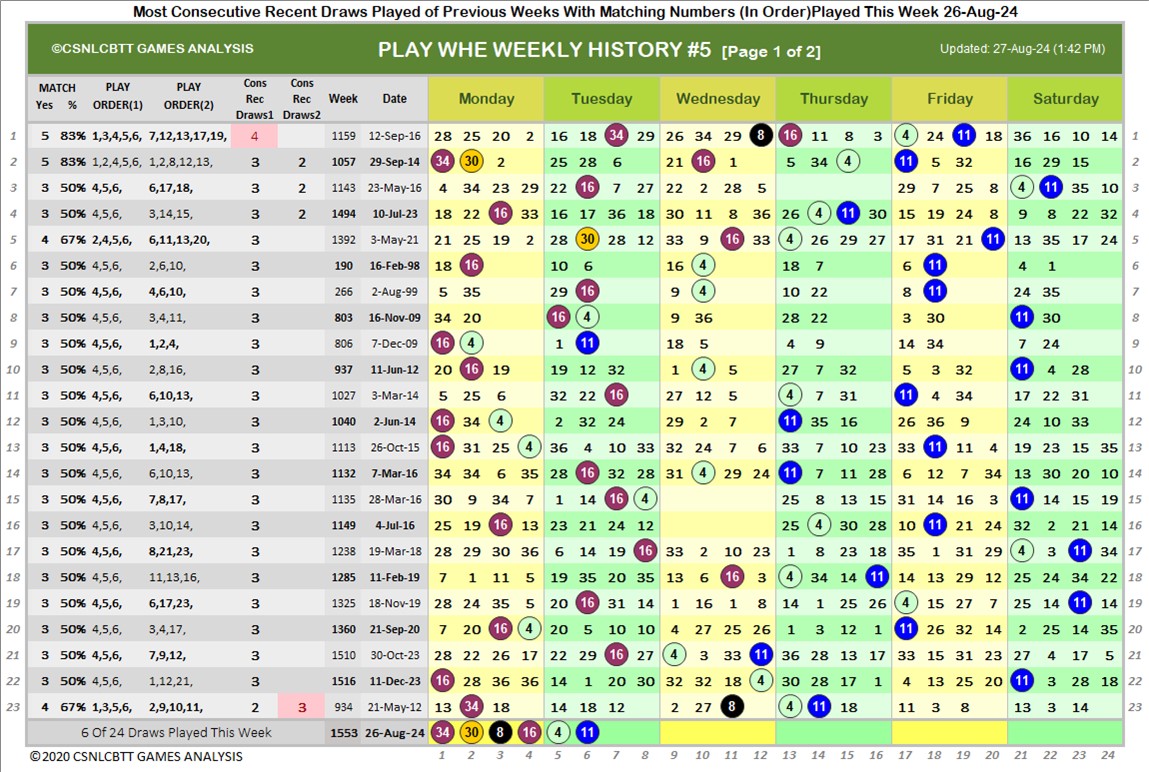 Most Consecutive Recent Draws Played of Previous Weeks With Matching Numbers (In Order)Played This Week 26-Aug-24
©CSNLCBTT GAMES ANALYSIS PLAY WHE WEEKLY HISTORY #5 [Page 1 of 2] Updated: 27-Aug-24 (1:42 PM)
MATCH PLAY PLAY Cons Cons Week Date Monday Tuesday Wednesday Thursday Friday Saturday
Yes % ORDER(1) ORDER(2) Rec Rec
Draws1 Draws2
1 5 83% 1,3,4,5,6, 7,12,13,17,19, 4 1159 12-Sep-16 28 25 20 2 16 18 34 29 26 34 29 8 16 11 8 3 4 24 11 18 36 16 10 14 1
2 5 83% 1,2,4,5,6, 1,2,8,12,13, 3 2 1057 29-Sep-14 34 30 2 25 28 6 21 16 1 5 34 4 11 5 32 16 29 15 2
3 3 50% 4,5,6, 6,17,18, 3 2 1143 23-May-16 4 34 23 29 22 16 7 27 22 2 28 5 29 7 25 8 4 11 35 10 3
4 3 50% 4,5,6, 3,14,15, 3 2 1494 10-Jul-23 18 22 16 33 16 17 36 18 30 11 8 36 26 4 11 30 15 19 24 8 9 8 22 32 4
5 4 67% 2,4,5,6, 6,11,13,20, 3 1392 3-May-21 21 25 19 2 28 30 28 12 33 9 16 33 4 26 29 27 17 31 21 11 13 35 17 24 5
6 3 50% 4,5,6, 2,6,10, 3 190 16-Feb-98 18 16 10 6 16 4 18 7 6 11 4 1 6
7 3 50% 4,5,6, 4,6,10, 3 266 2-Aug-99 5 35 29 16 9 4 10 22 8 11 24 35 7
8 3 50% 4,5,6, 3,4,11, 3 803 16-Nov-09 34 20 16 4 9 36 28 22 3 30 11 30 8
9 3 50% 4,5,6, 1,2,4, 3 806 7-Dec-09 16 4 1 11 18 5 4 9 14 34 7 24 9
10 3 50% 4,5,6, 2,8,16, 3 937 11-Jun-12 20 16 19 19 12 32 1 4 5 27 7 32 5 3 32 11 4 28 10
11 3 50% 4,5,6, 6,10,13, 3 1027 3-Mar-14 5 25 6 32 22 16 27 12 5 4 7 31 11 4 34 17 22 31 11
12 3 50% 4,5,6, 1,3,10, 3 1040 2-Jun-14 16 34 4 2 32 24 29 2 7 11 35 16 26 36 9 24 10 33 12
13 3 50% 4,5,6, 1,4,18, 3 1113 26-Oct-15 16 31 25 4 36 4 10 33 32 24 7 6 33 7 10 23 33 11 11 4 19 23 15 35 13
14 3 50% 4,5,6, 6,10,13, 3 1132 7-Mar-16 34 34 6 35 28 16 32 28 31 4 29 24 11 7 11 28 6 12 7 34 13 30 20 10 14
15 3 50% 4,5,6, 7,8,17, 3 1135 28-Mar-16 30 9 34 7 1 14 16 4 25 8 13 15 31 14 16 3 11 14 15 19 15
16 3 50% 4,5,6, 3,10,14, 3 1149 4-Jul-16 25 19 16 13 23 21 24 12 25 4 30 28 10 11 21 24 32 2 21 14 16
17 3 50% 4,5,6, 8,21,23, 3 1238 19-Mar-18 28 29 30 36 6 14 19 16 33 2 10 23 1 8 23 18 35 1 31 29 4 3 11 34 17
18 3 50% 4,5,6, 11,13,16, 3 1285 11-Feb-19 7 1 11 5 19 35 20 35 13 6 16 3 4 34 14 11 14 13 29 12 25 24 34 22 18
19 3 50% 4,5,6, 6,17,23, 3 1325 18-Nov-19 28 24 35 5 20 16 31 14 1 16 1 8 14 1 25 26 4 15 27 7 25 14 11 14 19
20 3 50% 4,5,6, 3,4,17, 3 1360 21-Sep-20 7 20 16 4 20 5 10 10 4 27 25 26 1 3 12 1 11 26 32 14 2 25 14 35 20
21 3 50% 4,5,6, 7,9,12, 3 1510 30-Oct-23 28 22 26 17 22 29 16 27 4 3 33 11 36 28 13 17 33 15 31 23 27 4 17 5 21
22 3 50% 4,5,6, 1,12,21, 3 1516 11-Dec-23 16 28 36 36 14 1 20 30 32 32 18 4 30 28 17 1 4 13 25 20 11 3 28 18 22
23 4 67% 1,3,5,6, 2,9,10,11, 2 3 934 21-May-12 13 34 18 14 18 12 2 27 8 4 11 18 11 3 8 13 3 14 23
6 Of 24 Draws Played This Week 1553 26-Aug-24 34 30 8 16 4 11
©2020 CSNLCBTT GAMES ANALYSIS 1 2 3 4 5 6 7 8 9 10 11 12 13 14 15 16 17 18 19 20 21 22 23 24